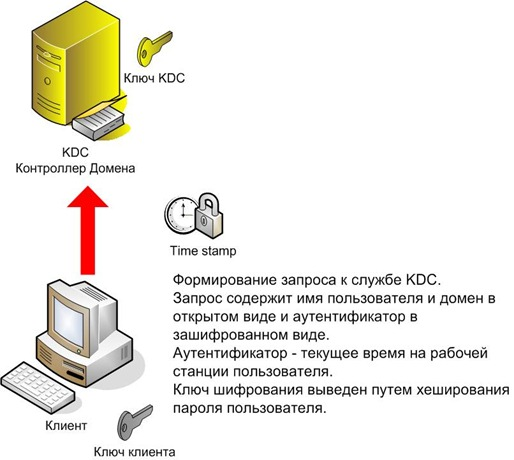 Ключ KDC
KDC
Контроллер Домена
Time stamp
Формирование запроса к службе KDC.
Запрос содержит имя пользователя и домен в
открытом виде и аутентификатор в
зашифрованном виде.
Аутентификатор - текущее время на рабочей
станции пользователя.
Ключ шифрования выведен путем хеширования
пароля пользователя.
Клиент
Ключ клиента